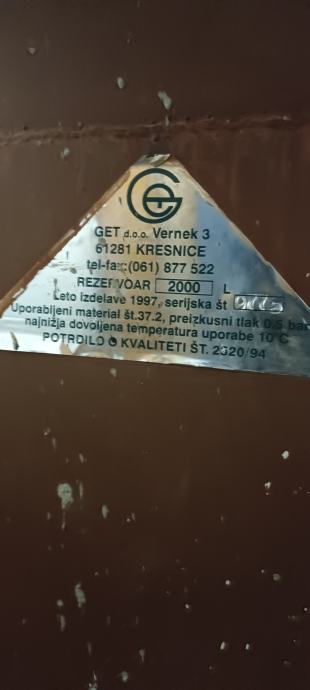 GET d.o.o. Vernek 3
61281 KRESNICE
tel-fax:(061) 877 522
REZERVOAR 2000 L
Leto izdelave 1997, serijska št
Uporabljeni material št.37.2, preizkusni tlak 0,5 bar
najnižja dovoljena temperatura uporabe 10°C
POTRDILO O KVALITETI ŠT. 2320/94